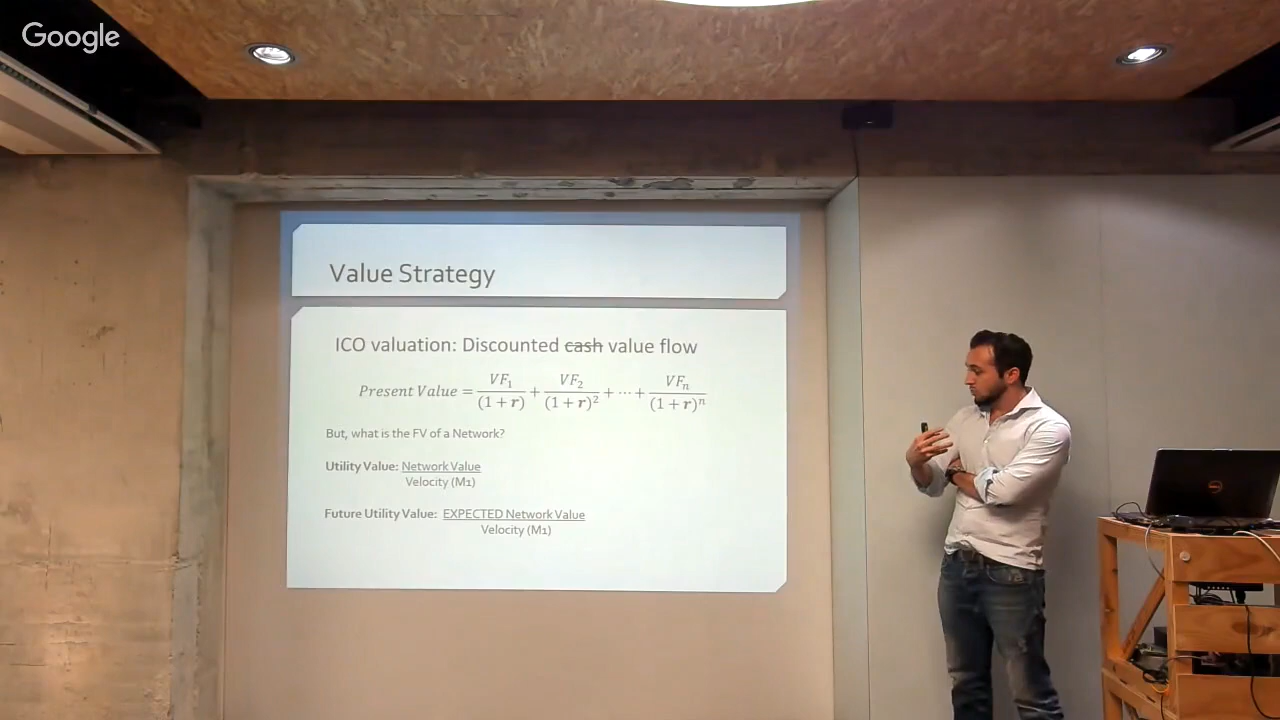 Google
Value Strategy
ICO valuation: Discounted cash value flow
Present Value = VF₁/(1 + r) + VF₂/(1 + r)² + ⋯ + VFₙ/(1 + r)ⁿ
But, what is the FV of a Network?
Utility Value: Network Value
Velocity (M1)
Future Utility Value: EXPECTED Network Value
Velocity (M1)
DELL